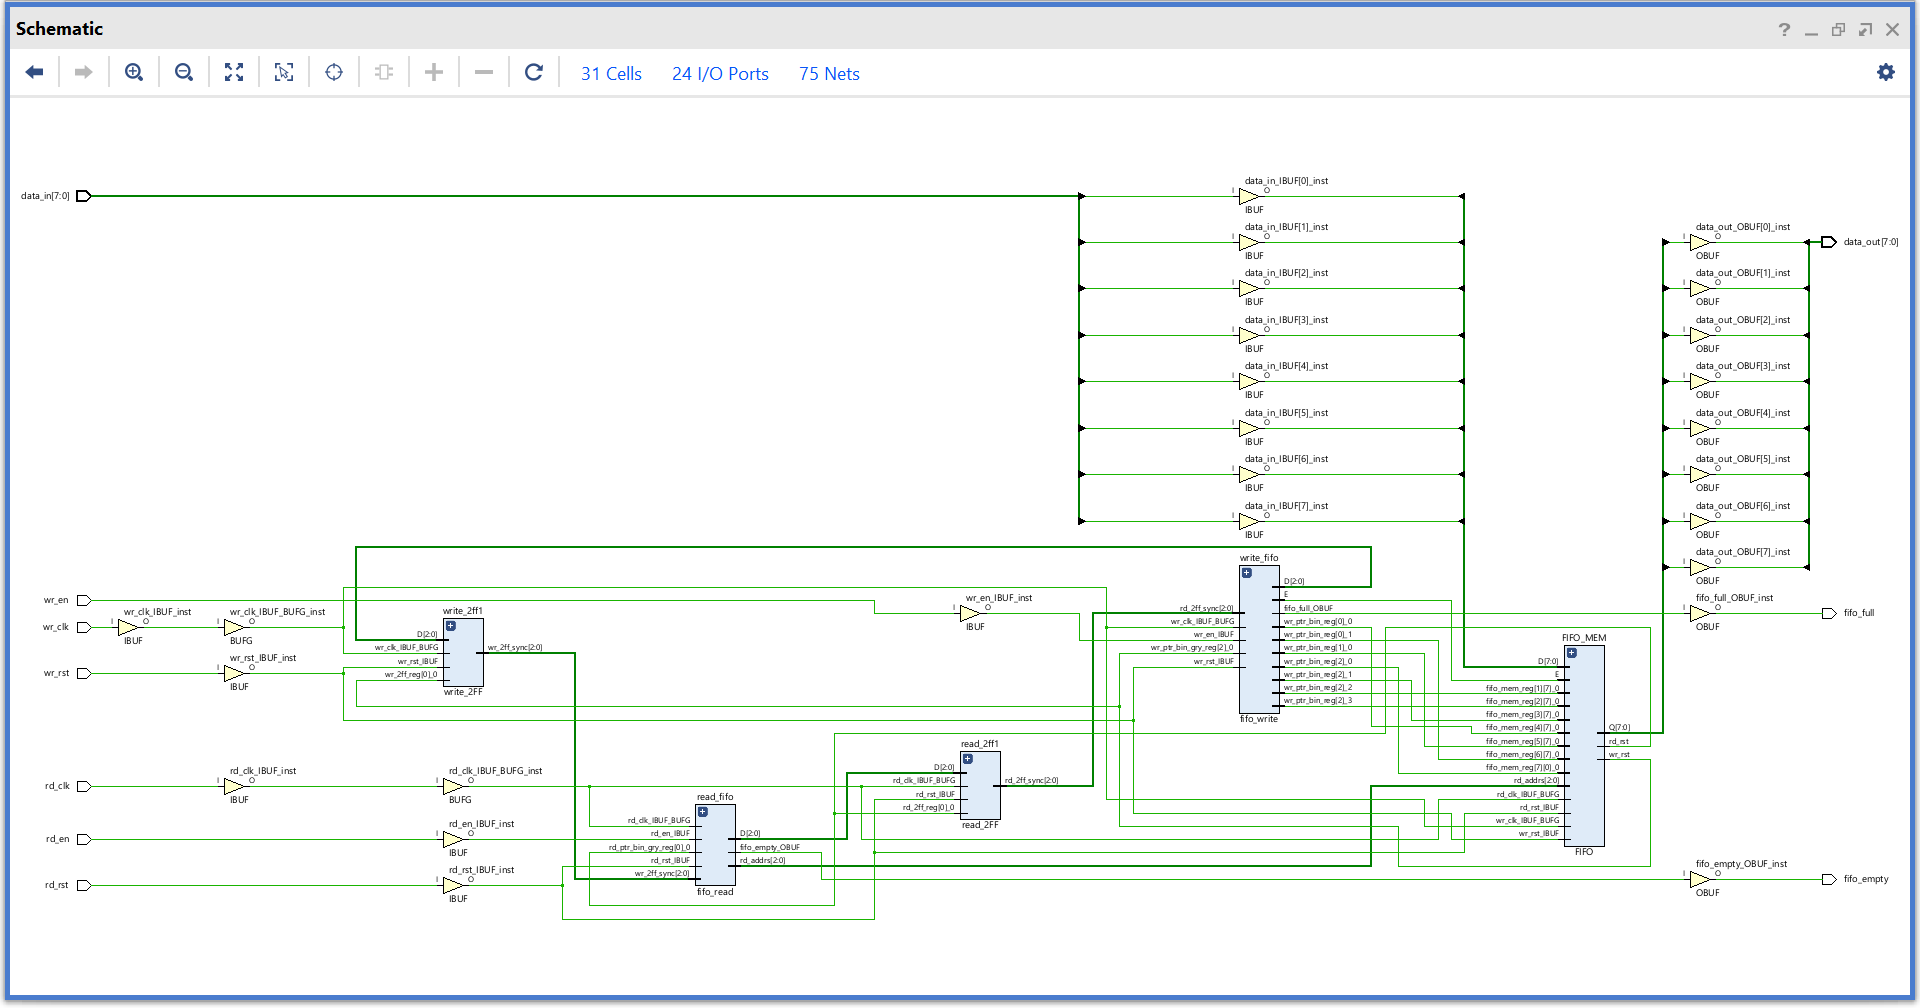 Schematic
31 Cells 24 I/O Ports 75 Nets
data_in[7:0]
data_in_IBUF[0]_inst
I O
IBUF
data_in_IBUF[1]_inst
I O
IBUF
data_in_IBUF[2]_inst
I O
IBUF
data_in_IBUF[3]_inst
I O
IBUF
data_in_IBUF[4]_inst
I O
IBUF
data_in_IBUF[5]_inst
I O
IBUF
data_in_IBUF[6]_inst
I O
IBUF
data_in_IBUF[7]_inst
I O
IBUF
data_out_OBUF[0]_inst
I O
OBUF
data_out[7:0]
data_out_OBUF[1]_inst
I O
OBUF
data_out_OBUF[2]_inst
I O
OBUF
data_out_OBUF[3]_inst
I O
OBUF
data_out_OBUF[4]_inst
I O
OBUF
data_out_OBUF[5]_inst
I O
OBUF
data_out_OBUF[6]_inst
I O
OBUF
data_out_OBUF[7]_inst
I O
OBUF
wr_en
wr_clk
wr_clk_IBUF_inst
I O
IBUF
wr_clk_IBUF_BUFG_inst
I O
BUFG
wr_rst
wr_rst_IBUF_inst
I O
IBUF
write_2ff1
D[2:0]
wr_clk_IBUF_BUFG
wr_rst_IBUF
wr_2ff_reg[0]_0
wr_2ff_sync[2:0]
write_2FF
wr_en_IBUF_inst
I O
IBUF
write_fifo
rd_2ff_sync[2:0]
wr_clk_IBUF_BUFG
wr_en_IBUF
wr_ptr_bin_gry_reg[2]_0
wr_rst_IBUF
D[2:0]
E
fifo_full_OBUF
wr_ptr_bin_reg[0]_0
wr_ptr_bin_reg[0]_1
wr_ptr_bin_reg[1]_0
wr_ptr_bin_reg[2]_0
wr_ptr_bin_reg[2]_1
wr_ptr_bin_reg[2]_2
wr_ptr_bin_reg[2]_3
fifo_write
fifo_full_OBUF_inst
I O
OBUF
fifo_full
FIFO_MEM
D[7:0]
E
fifo_mem_reg[1][7]_0
fifo_mem_reg[2][7]_0
fifo_mem_reg[3][7]_0
fifo_mem_reg[4][7]_0
fifo_mem_reg[5][7]_0
fifo_mem_reg[6][7]_0
fifo_mem_reg[7][0]_0
rd_addrs[2:0]
rd_clk_IBUF_BUFG
rd_rst_IBUF
wr_clk_IBUF_BUFG
wr_rst_IBUF
Q[7:0]
rd_rst
wr_rst
FIFO
rd_clk
rd_clk_IBUF_inst
I O
IBUF
rd_clk_IBUF_BUFG_inst
I O
BUFG
rd_en
rd_en_IBUF_inst
I O
IBUF
rd_rst
rd_rst_IBUF_inst
I O
IBUF
read_fifo
rd_clk_IBUF_BUFG
rd_en_IBUF
rd_ptr_bin_gry_reg[0]_0
rd_rst_IBUF
wr_2ff_sync[2:0]
D[2:0]
fifo_empty_OBUF
rd_addrs[2:0]
fifo_read
read_2ff1
D[2:0]
rd_clk_IBUF_BUFG
rd_rst_IBUF
rd_2ff_reg[0]_0
rd_2ff_sync[2:0]
read_2FF
fifo_empty_OBUF_inst
I O
OBUF
fifo_empty